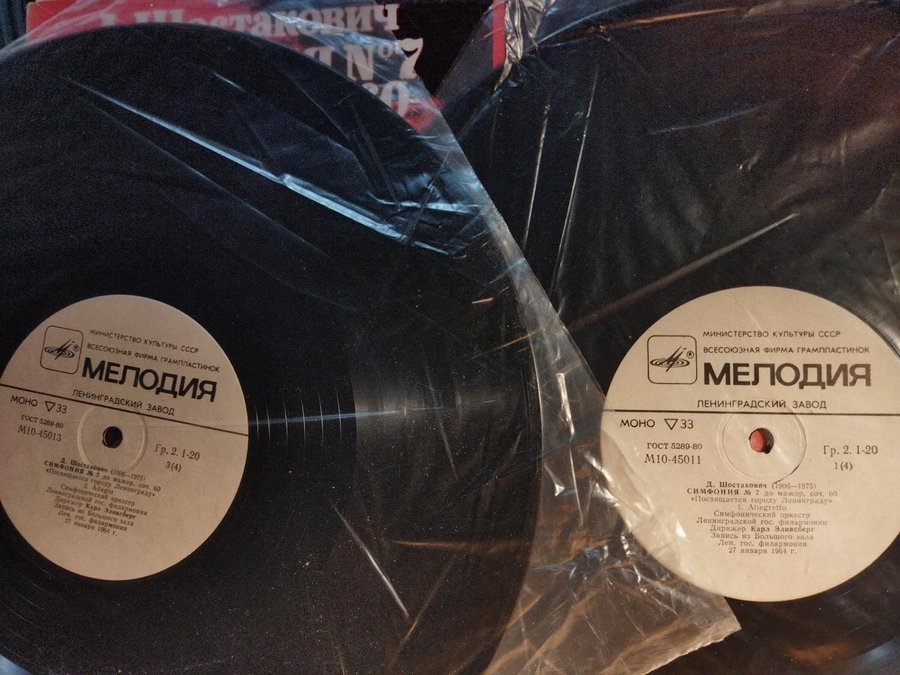 Шостакович
№7
60
МИНИСТЕРСТВО КУЛЬТУРЫ СССР
ВСЕСОЮЗНАЯ ФИРМА ГРАМПЛАСТИНОК
МЕЛОДИЯ
ЛЕНИНГРАДСКИЙ ЗАВОД
МОНО ▽33
ГОСТ 5289-80
М10-45013
Гр. 2. 1-20
3(4)
Д. Шостакович (1906—1975)
СИМФОНИЯ № 7 до мажор, соч. 60
«Посвящается городу Ленинграду»
3. Adagio
Симфонический оркестр
Ленинградской гос. филармонии
Дирижер Карл Элиасберг
Запись из Большого зала
Лен. гос. филармонии
27 января 1964 г.
МИНИСТЕРСТВО КУЛЬТУРЫ СССР
ВСЕСОЮЗНАЯ ФИРМА ГРАМПЛАСТИНОК
МЕЛОДИЯ
ЛЕНИНГРАДСКИЙ ЗАВОД
МОНО ▽33
ГОСТ 5289-80
М10-45011
Гр. 2. 1-20
1(4)
Д. Шостакович (1906—1975)
СИМФОНИЯ № 7 до мажор, соч. 60
«Посвящается городу Ленинграду»
1. Allegretto
Симфонический оркестр
Ленинградской гос. филармонии
Дирижер Карл Элиасберг
Запись из Большого зала
Лен. гос. филармонии
27 января 1964 г.